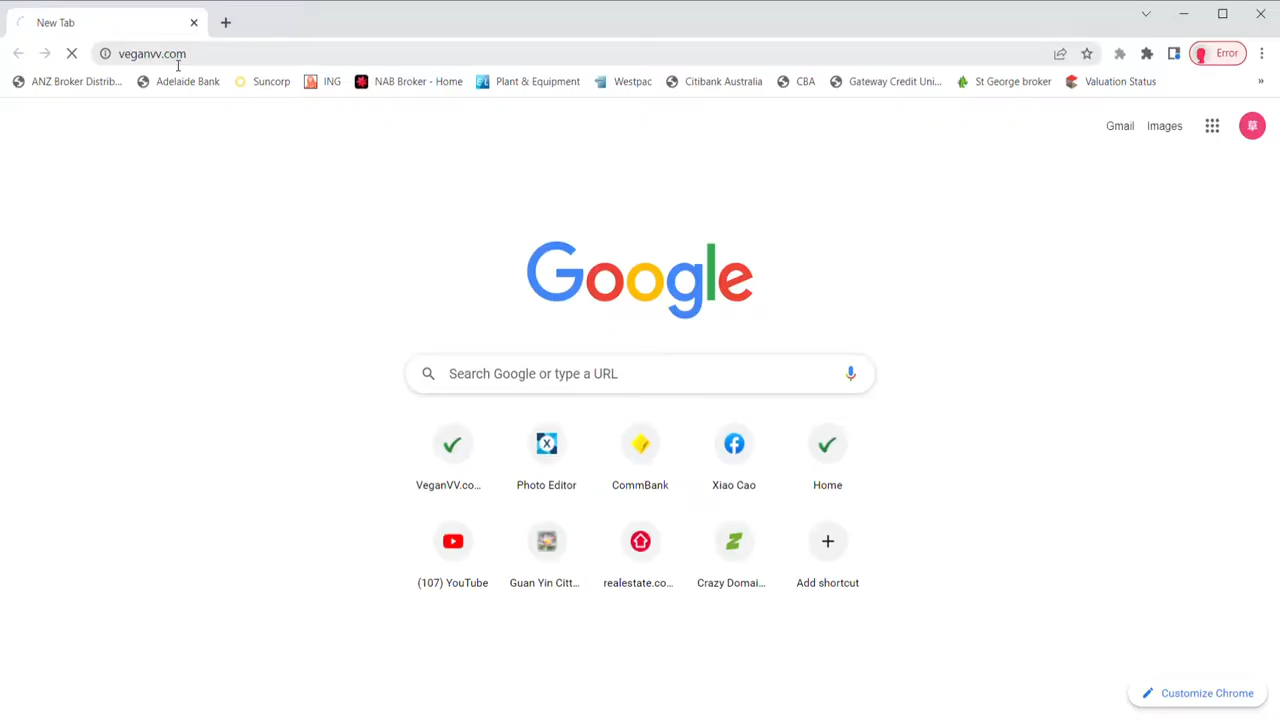 New Tab
veganvv.com
Error
ANZ Broker Distrib... Adelaide Bank Suncorp ING NAB Broker - Home Plant & Equipment Westpac Citibank Australia CBA Gateway Credit Uni... St George broker Valuation Status »
Gmail Images 草
Google
Search Google or type a URL
VeganVV.co... Photo Editor CommBank Xiao Cao Home
(107) YouTube Guan Yin Citt... realestate.co... Crazy Domai... Add shortcut
Customize Chrome